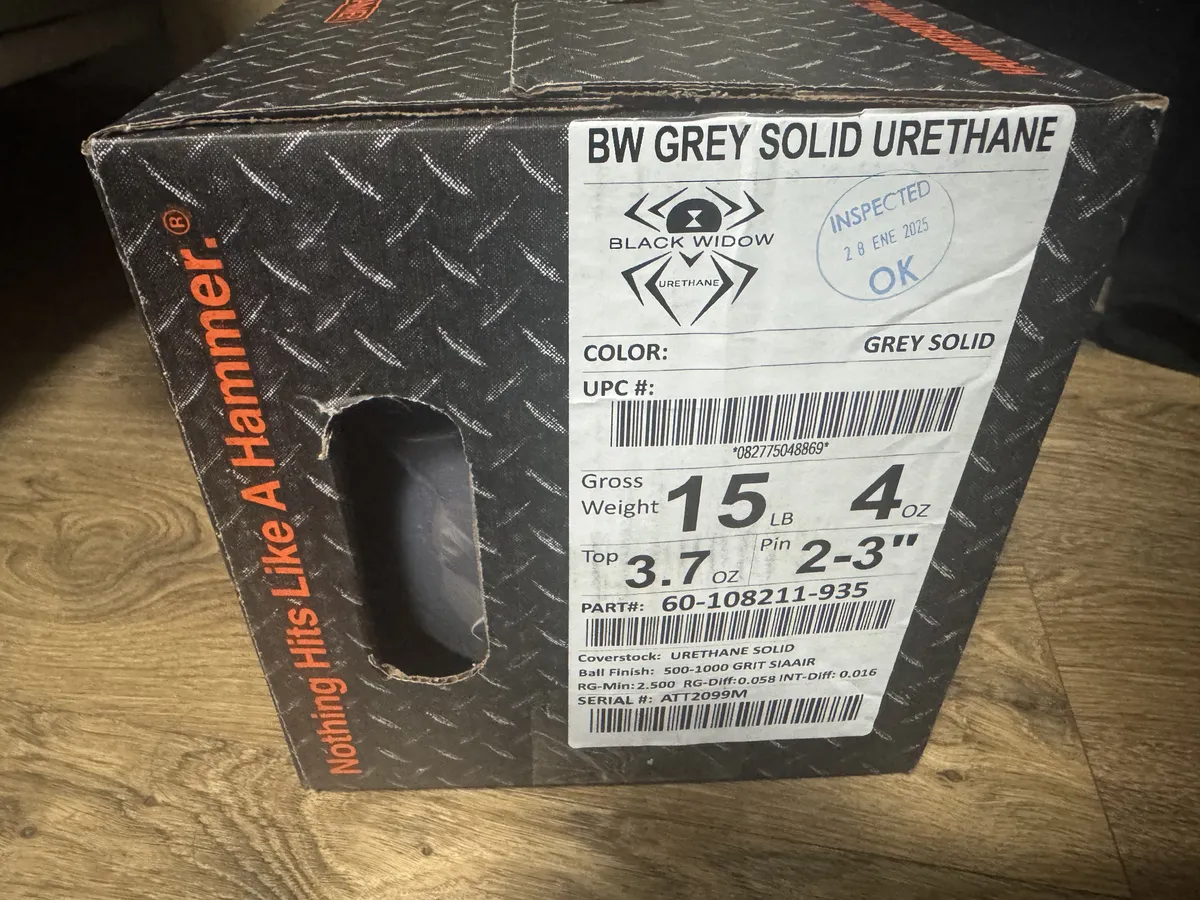 Nothing Hits Like A Hammer.®
BW GREY SOLID URETHANE
BLACK WIDOW
URETHANE
INSPECTED
28 ENE 2025
OK
COLOR: GREY SOLID
UPC #:
*082775048869*
Gross Weight 15 LB 4 OZ
Top 3.7 OZ Pin 2-3"
PART#: 60-108211-935
Coverstock: URETHANE SOLID
Ball Finish: 500-1000 GRIT SIAAIR
RG-Min: 2.500 RG-Diff: 0.058 INT-Diff: 0.016
SERIAL #: ATT2099M